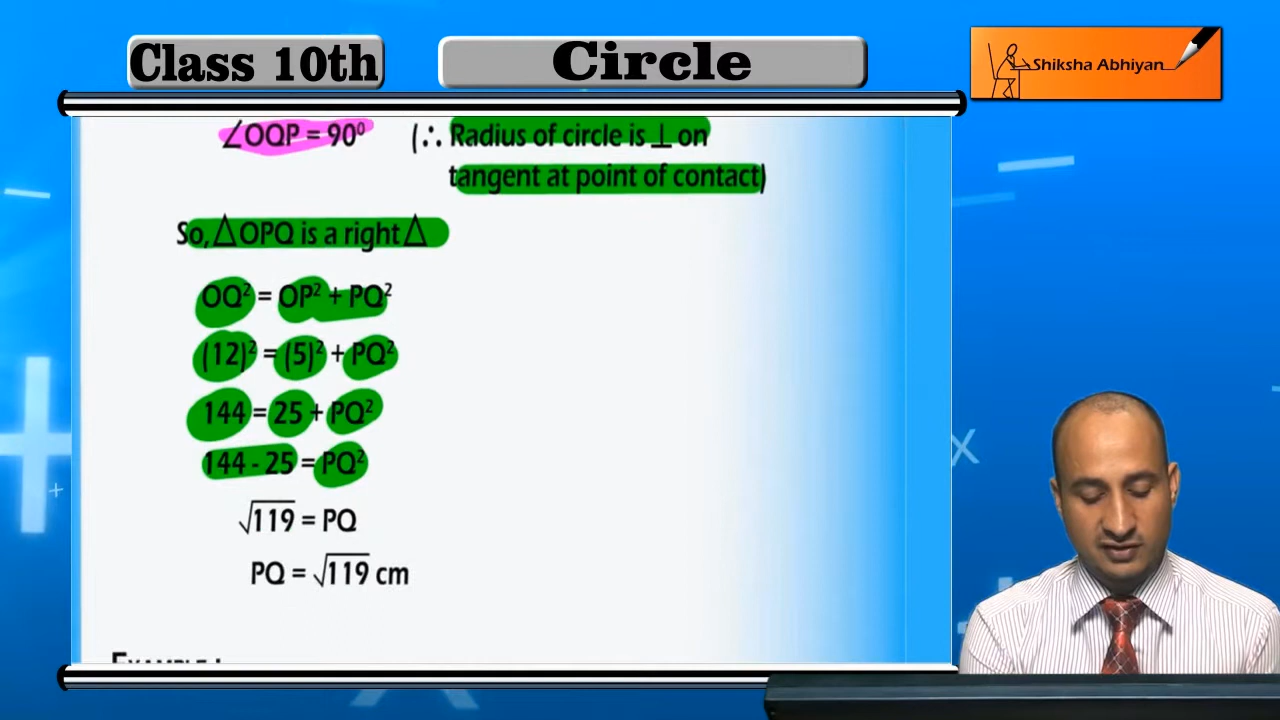 Class 10th
Circle
Shiksha Abhiyan
∠OQP = 90⁰ (∴ Radius of circle is ⊥ on
tangent at point of contact)
So, △OPQ is a right △
OQ² = OP² + PQ²
(12)² = (5)² + PQ²
144 = 25 + PQ²
144 - 25 = PQ²
√119 = PQ
PQ = √119 cm